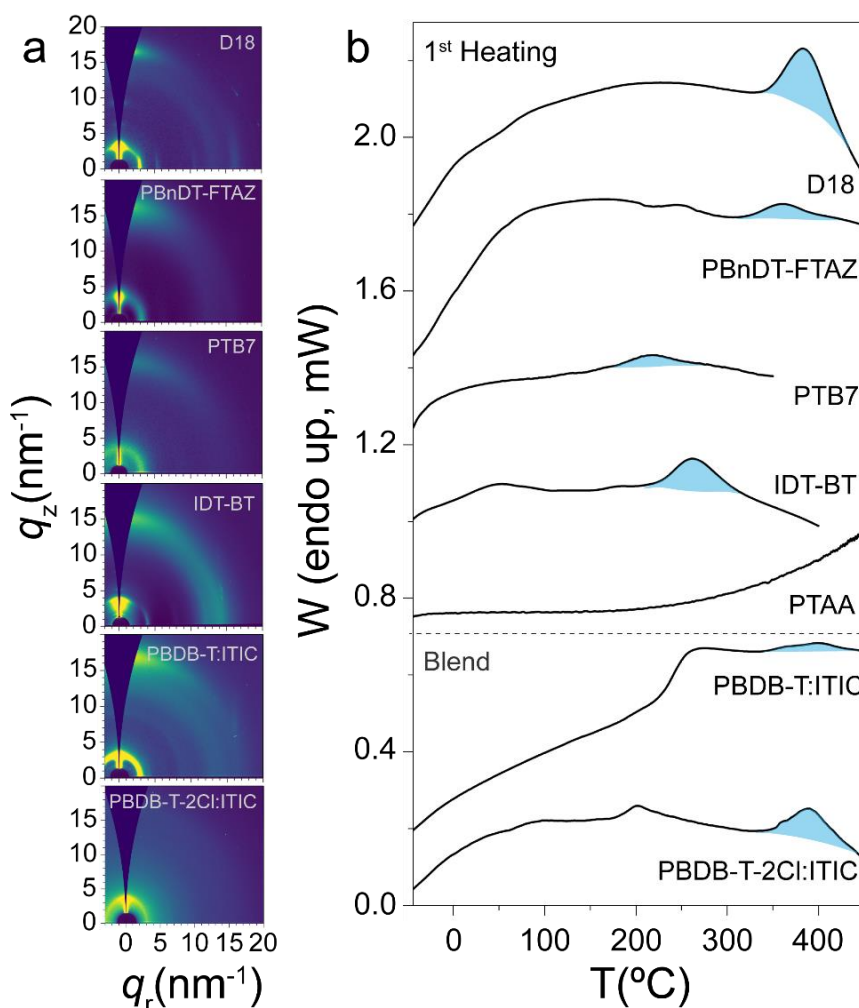 a
20
D18
15
10
5
0
PBnDT-FTAZ
15
10
5
0
PTB7
15
10
5
0
IDT-BT
15
10
5
0
PBDB-T:ITIC
15
10
5
0
PBDB-T-2Cl:ITIC
15
10
5
0
0 5 10 15 20
qz(nm-1)
qr(nm-1)
b
1st Heating
D18
PBnDT-FTAZ
PTB7
IDT-BT
PTAA
Blend
PBDB-T:ITIC
PBDB-T-2Cl:ITIC
2.0
1.6
1.2
0.8
0.4
0.0
W (endo up, mW)
0 100 200 300 400
T(ºC)